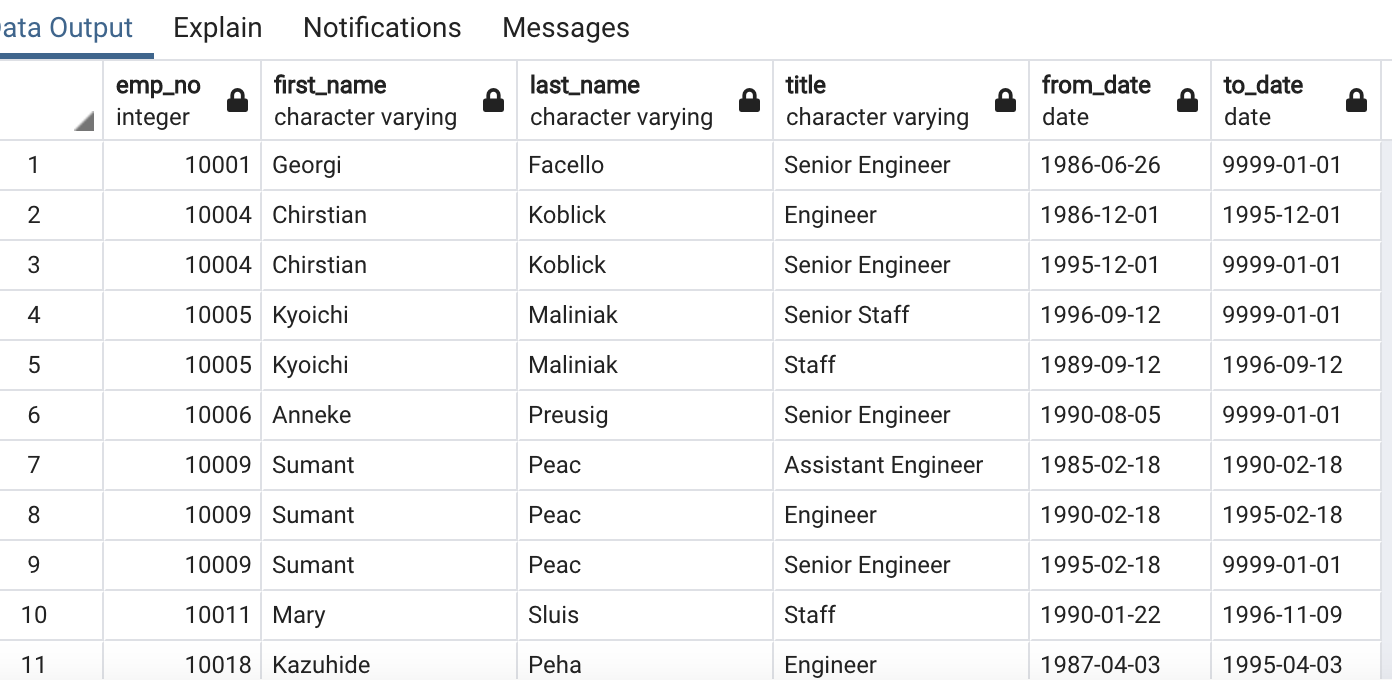 ata Output Explain Notifications Messages
emp_no first_name last_name title from_date to_date
integer character varying character varying character varying date date
1 10001 Georgi Facello Senior Engineer 1986-06-26 9999-01-01
2 10004 Chirstian Koblick Engineer 1986-12-01 1995-12-01
3 10004 Chirstian Koblick Senior Engineer 1995-12-01 9999-01-01
4 10005 Kyoichi Maliniak Senior Staff 1996-09-12 9999-01-01
5 10005 Kyoichi Maliniak Staff 1989-09-12 1996-09-12
6 10006 Anneke Preusig Senior Engineer 1990-08-05 9999-01-01
7 10009 Sumant Peac Assistant Engineer 1985-02-18 1990-02-18
8 10009 Sumant Peac Engineer 1990-02-18 1995-02-18
9 10009 Sumant Peac Senior Engineer 1995-02-18 9999-01-01
10 10011 Mary Sluis Staff 1990-01-22 1996-11-09
11 10018 Kazuhide Peha Engineer 1987-04-03 1995-04-03